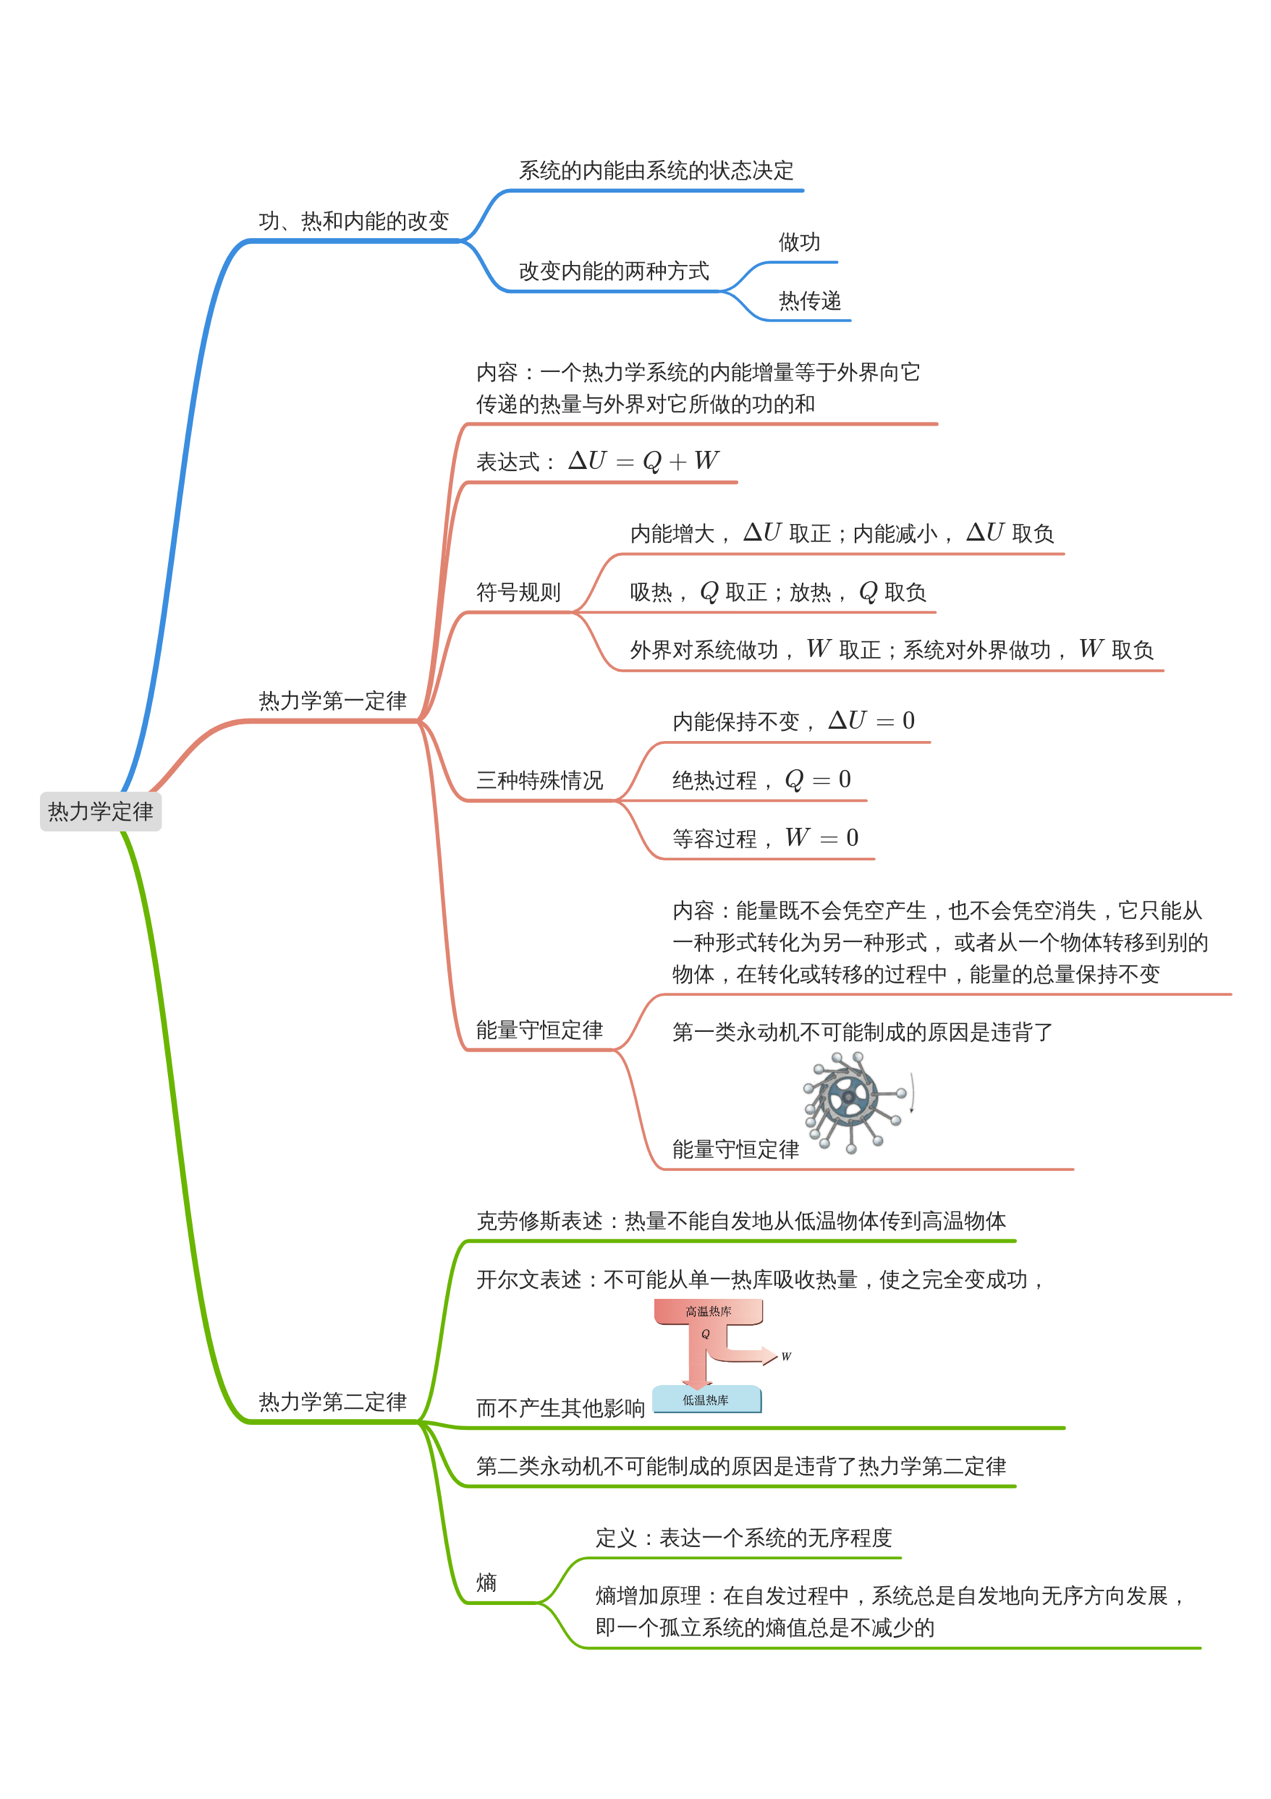 系统的内能由系统的状态决定
功、热和内能的改变
做功
改变内能的两种方式
热传递
内容：一个热力学系统的内能增量等于外界向它
传递的热量与外界对它所做的功的和
表达式： ΔU = Q + W
内能增大， ΔU 取正；内能减小， ΔU 取负
符号规则
吸热， Q 取正；放热， Q 取负
外界对系统做功， W 取正；系统对外界做功， W 取负
热力学第一定律
内能保持不变， ΔU = 0
三种特殊情况
绝热过程， Q = 0
等容过程， W = 0
热力学定律
内容：能量既不会凭空产生，也不会凭空消失，它只能从
一种形式转化为另一种形式， 或者从一个物体转移到别的
物体，在转化或转移的过程中，能量的总量保持不变
能量守恒定律
第一类永动机不可能制成的原因是违背了
能量守恒定律
克劳修斯表述：热量不能自发地从低温物体传到高温物体
开尔文表述：不可能从单一热库吸收热量，使之完全变成功，
高温热库
Q
W
低温热库
而不产生其他影响
热力学第二定律
第二类永动机不可能制成的原因是违背了热力学第二定律
定义：表达一个系统的无序程度
熵
熵增加原理：在自发过程中，系统总是自发地向无序方向发展，
即一个孤立系统的熵值总是不减少的